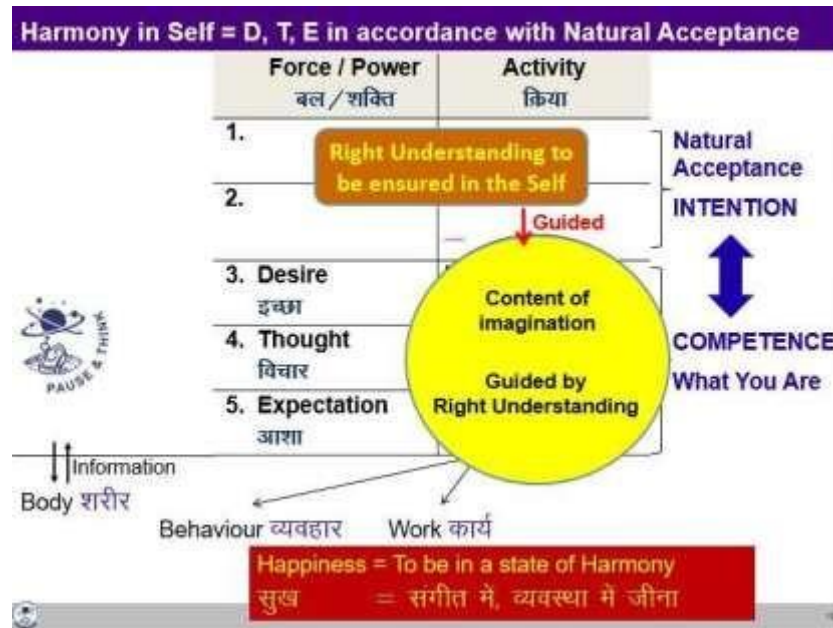 Harmony in Self = D, T, E in accordance with Natural Acceptance
Force / Power
बल / शक्ति
Activity
क्रिया
1.
Right Understanding to
be ensured in the Self
Natural
Acceptance
2.
INTENTION
Guided
3. Desire
इच्छा
Content of
imagination
4. Thought
विचार
COMPETENCE
Guided by
Right Understanding
What You Are
5. Expectation
आशा
PAUSE & THINK
Information
Body शरीर
Behaviour व्यवहार
Work कार्य
Happiness = To be in a state of Harmony
सुख = संगीत में, व्यवस्था में जीना